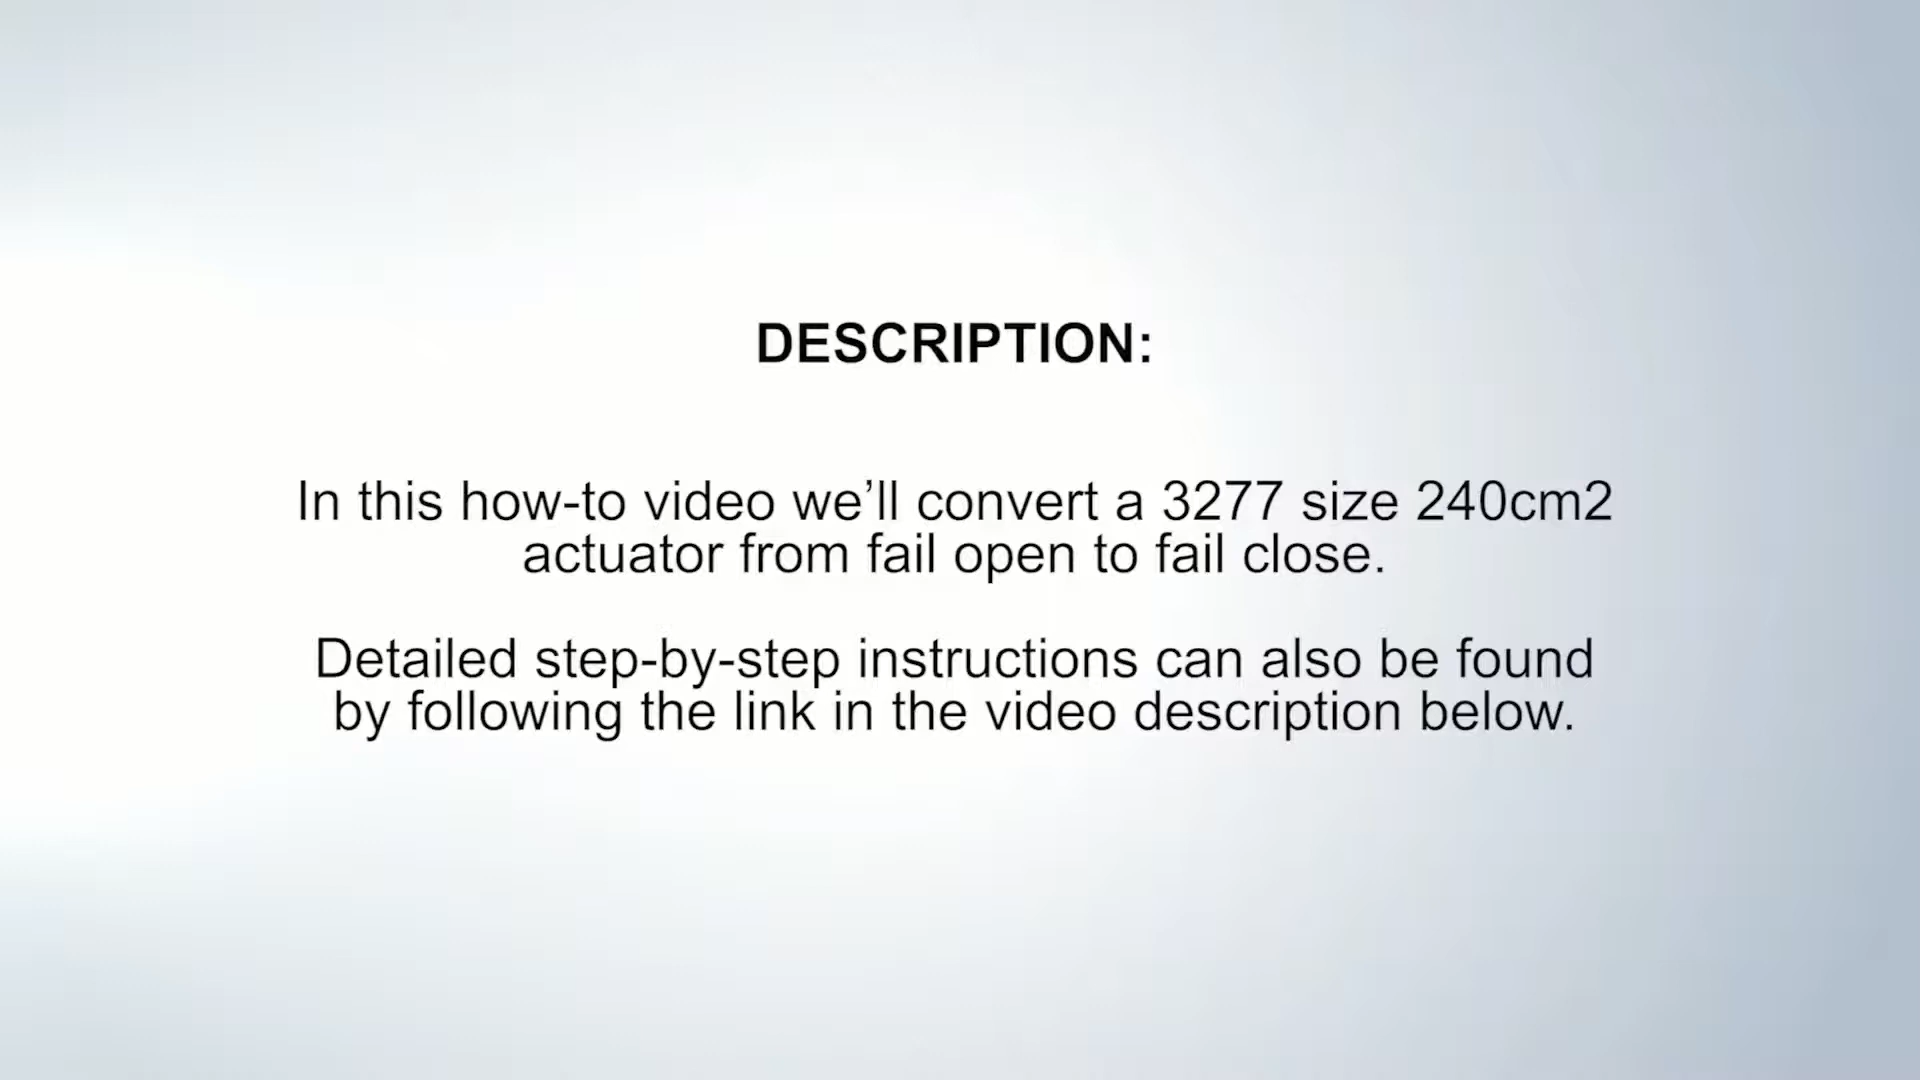 DESCRIPTION:
In this how-to video we’ll convert a 3277 size 240cm2
actuator from fail open to fail close.
Detailed step-by-step instructions can also be found
by following the link in the video description below.